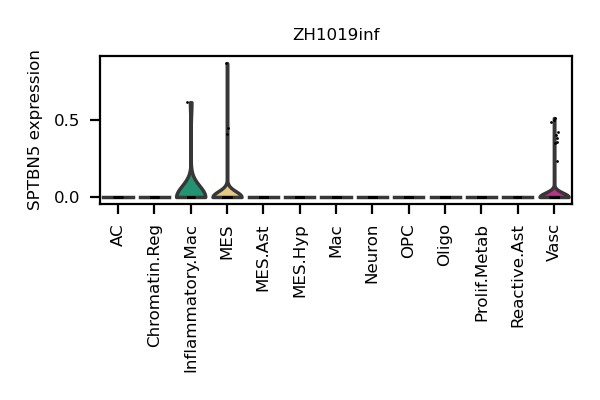 ZH1019inf
SPTBN5 expression
0.5
0.0
AC
Chromatin.Reg
Inflammatory.Mac
MES
MES.Ast
MES.Hyp
Mac
Neuron
OPC
Oligo
Prolif.Metab
Reactive.Ast
Vasc